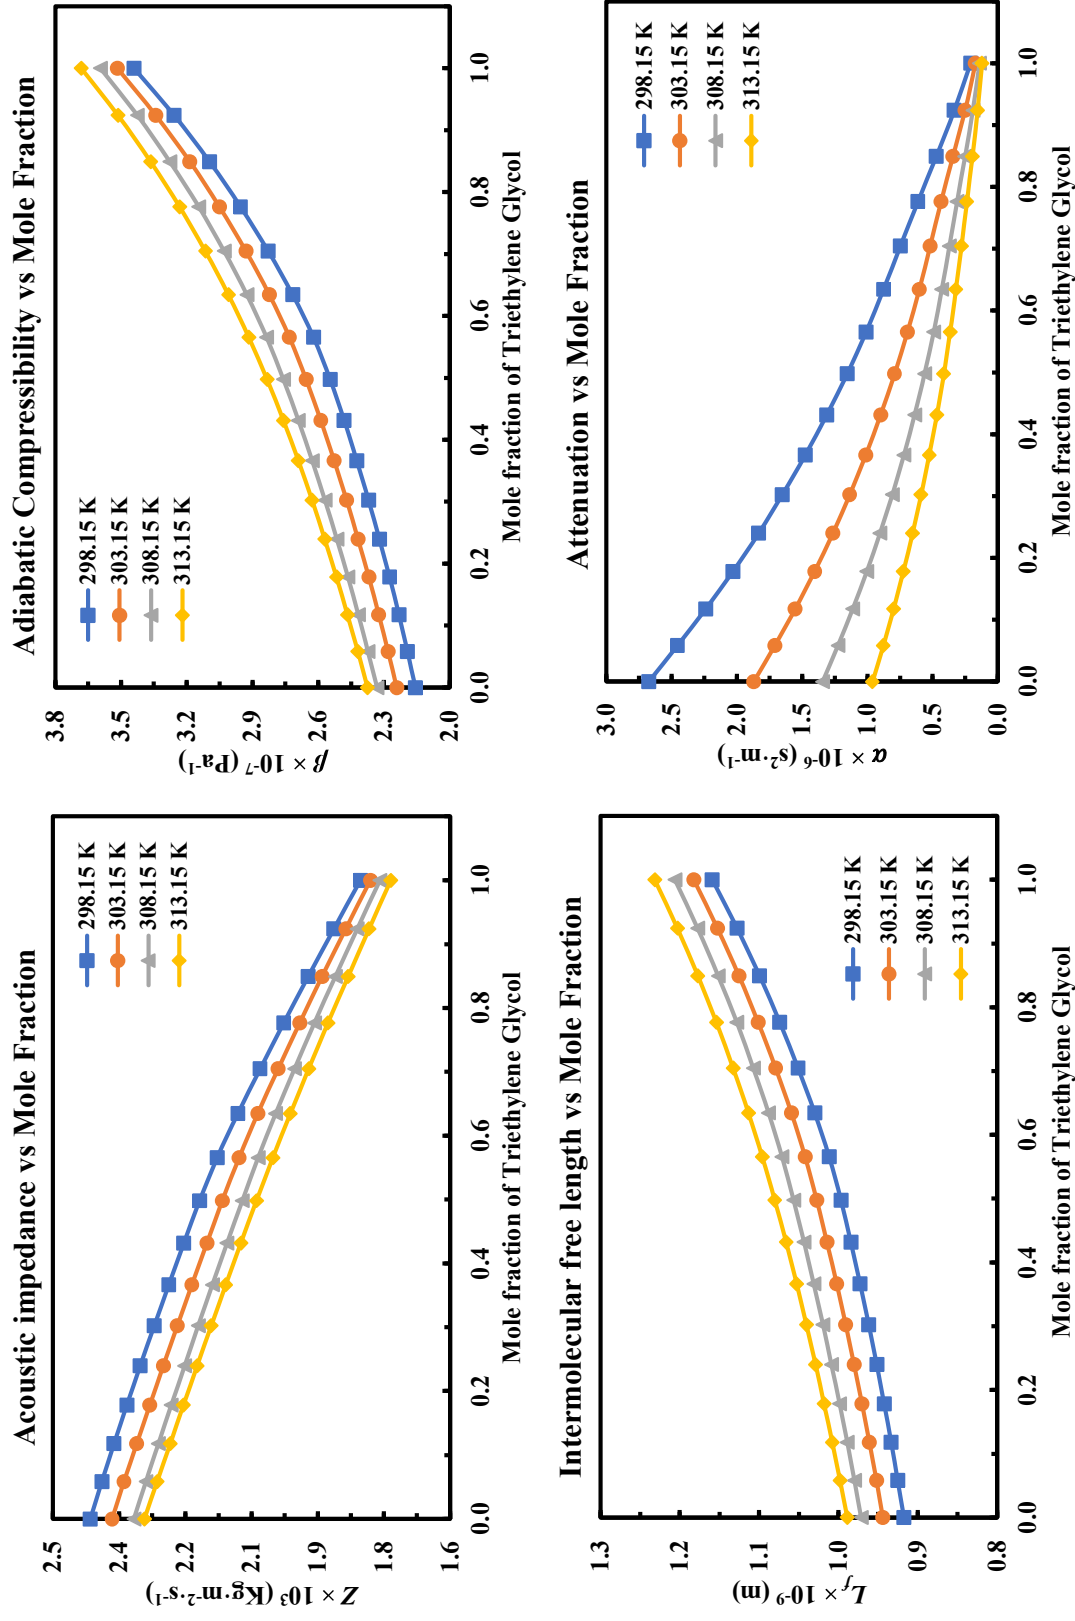 Acoustic impedance vs Mole Fraction
Z × 10³ (Kg·m⁻²·s⁻¹)
2.5
2.4
2.2
2.1
1.9
1.8
1.6
298.15 K
303.15 K
308.15 K
313.15 K
0.0 0.2 0.4 0.6 0.8 1.0
Mole fraction of Triethylene Glycol
Adiabatic Compressibility vs Mole Fraction
β × 10⁻⁷ (Pa⁻¹)
3.8
3.5
3.2
2.9
2.6
2.3
2.0
298.15 K
303.15 K
308.15 K
313.15 K
0.0 0.2 0.4 0.6 0.8 1.0
Mole fraction of Triethylene Glycol
Intermolecular free length vs Mole Fraction
L_f × 10⁻⁹ (m)
1.3
1.2
1.1
1.0
0.9
0.8
298.15 K
303.15 K
308.15 K
313.15 K
0.0 0.2 0.4 0.6 0.8 1.0
Mole fraction of Triethylene Glycol
Attenuation vs Mole Fraction
α × 10⁻⁶ (s²·m⁻¹)
3.0
2.5
2.0
1.5
1.0
0.5
0.0
298.15 K
303.15 K
308.15 K
313.15 K
0.0 0.2 0.4 0.6 0.8 1.0
Mole fraction of Triethylene Glycol